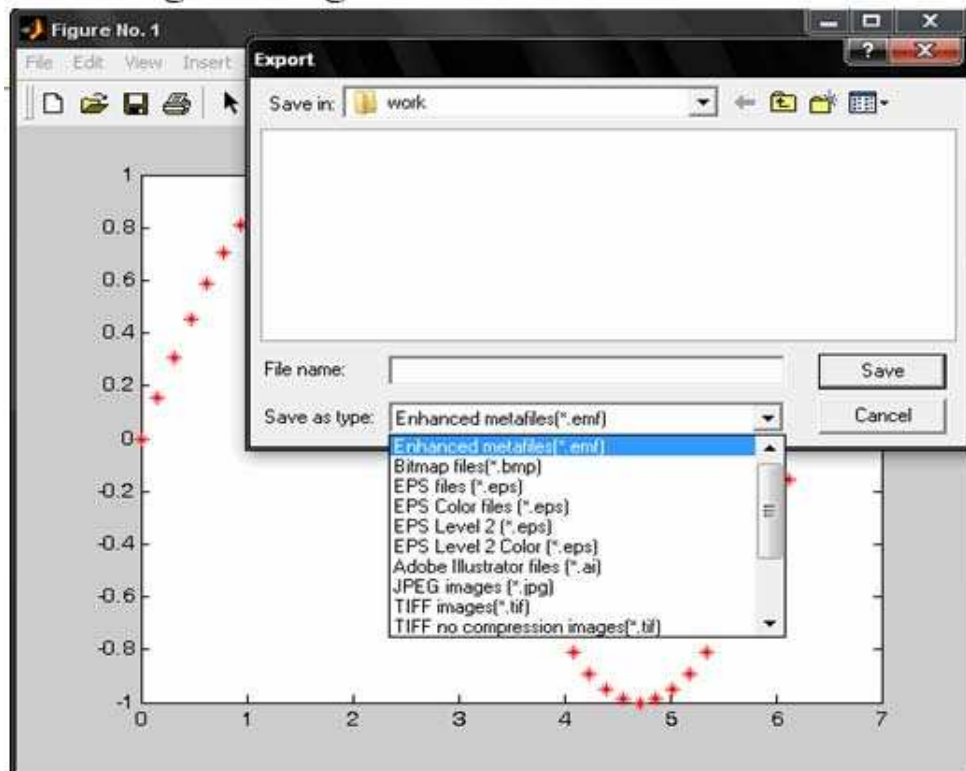 Figure No. 1
File Edit View Insert
Export
Save in: work
File name:
Save
Save as type: Enhanced metafiles(*.emf)
Cancel
Enhanced metafiles(*.emf)
Bitmap files(*.bmp)
EPS files (*.eps)
EPS Color files (*.eps)
EPS Level 2 (*.eps)
EPS Level 2 Color (*.eps)
Adobe Illustrator files (*.ai)
JPEG images (*.jpg)
TIFF images(*.tif)
TIFF no compression images(*.tif)
1
0.8
0.6
0.4
0.2
0
-0.2
-0.4
-0.6
-0.8
-1
0 1 2 3 4 5 6 7